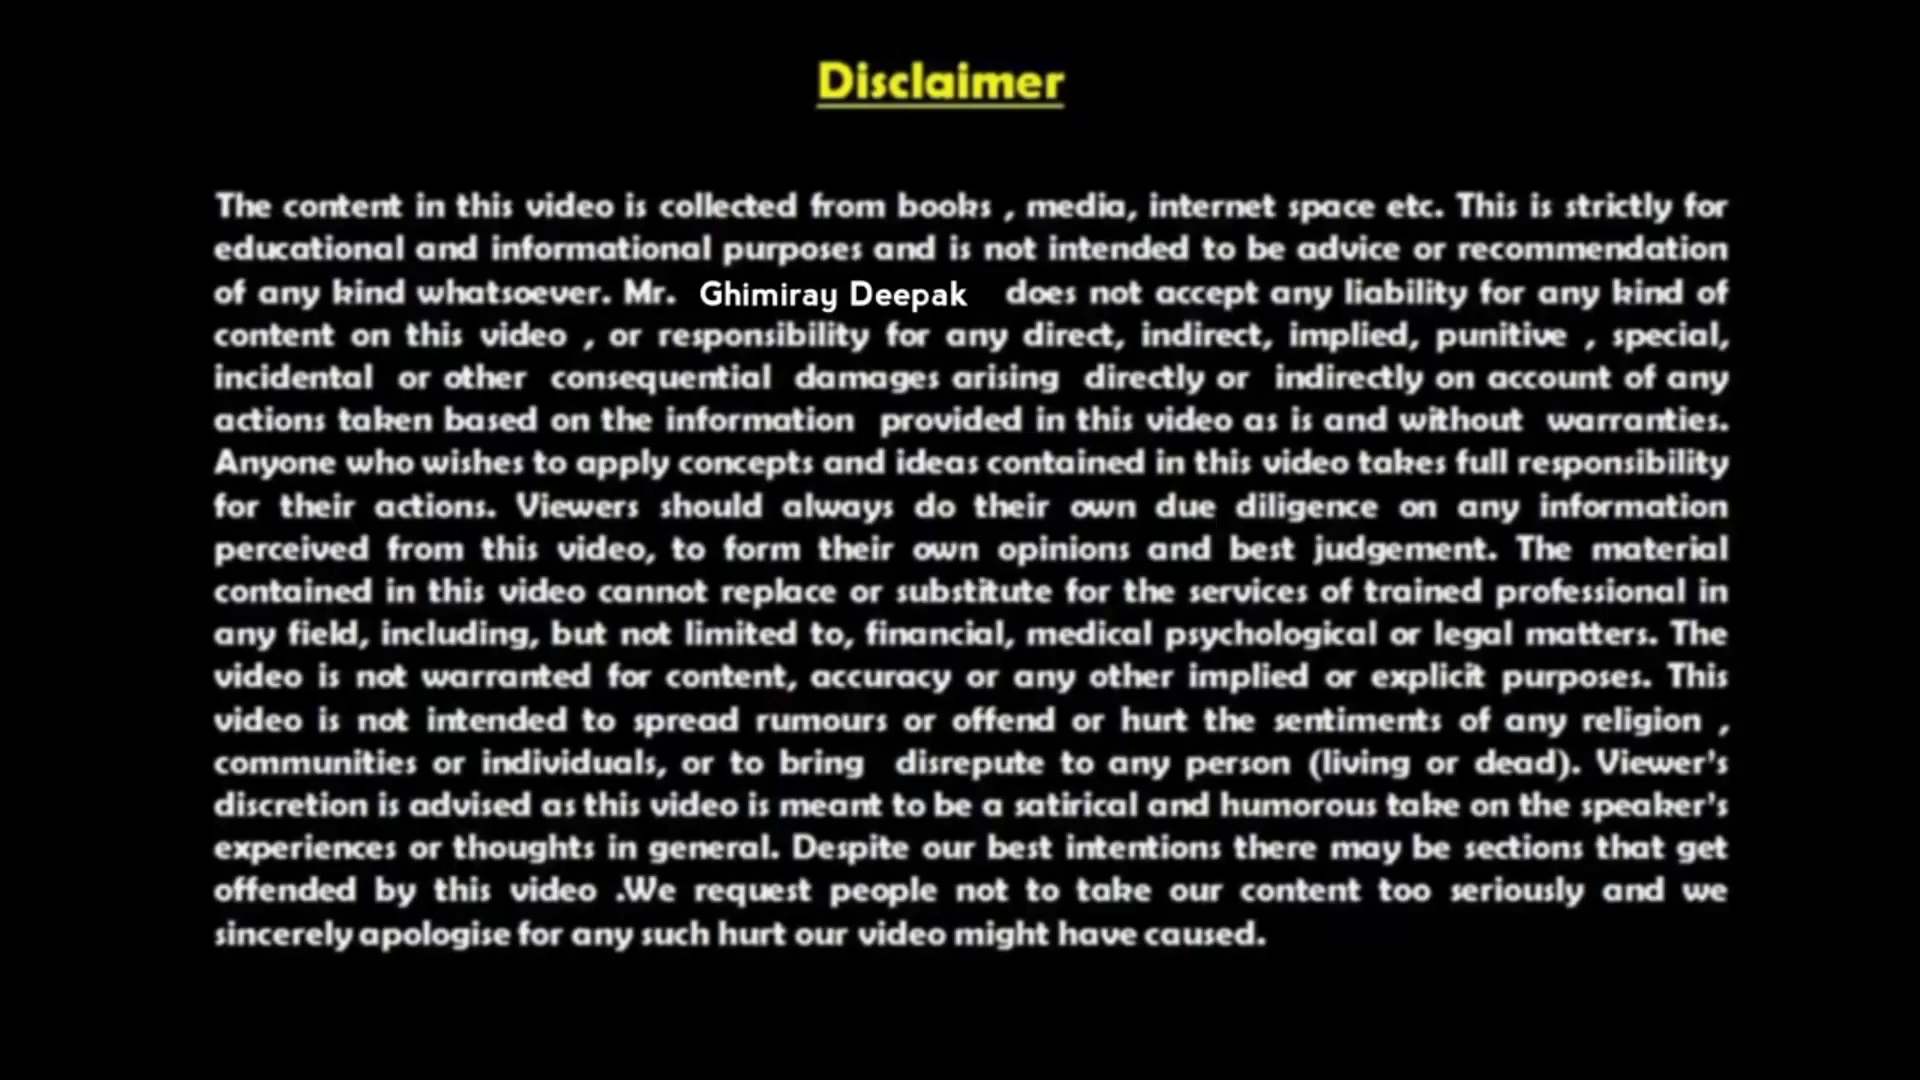 Disclaimer
The content in this video is collected from books , media, internet space etc. This is strictly for
educational and informational purposes and is not intended to be advice or recommendation
of any kind whatsoever. Mr. Ghimiray Deepak does not accept any liability for any kind of
content on this video , or responsibility for any direct, indirect, implied, punitive , special,
incidental or other consequential damages arising directly or indirectly on account of any
actions taken based on the information provided in this video as is and without warranties.
Anyone who wishes to apply concepts and ideas contained in this video takes full responsibility
for their actions. Viewers should always do their own due diligence on any information
perceived from this video, to form their own opinions and best judgement. The material
contained in this video cannot replace or substitute for the services of trained professional in
any field, including, but not limited to, financial, medical psychological or legal matters. The
video is not warranted for content, accuracy or any other implied or explicit purposes. This
video is not intended to spread rumours or offend or hurt the sentiments of any religion ,
communities or individuals, or to bring disrepute to any person (living or dead). Viewer's
discretion is advised as this video is meant to be a satirical and humorous take on the speaker's
experiences or thoughts in general. Despite our best intentions there may be sections that get
offended by this video .We request people not to take our content too seriously and we
sincerely apologise for any such hurt our video might have caused.